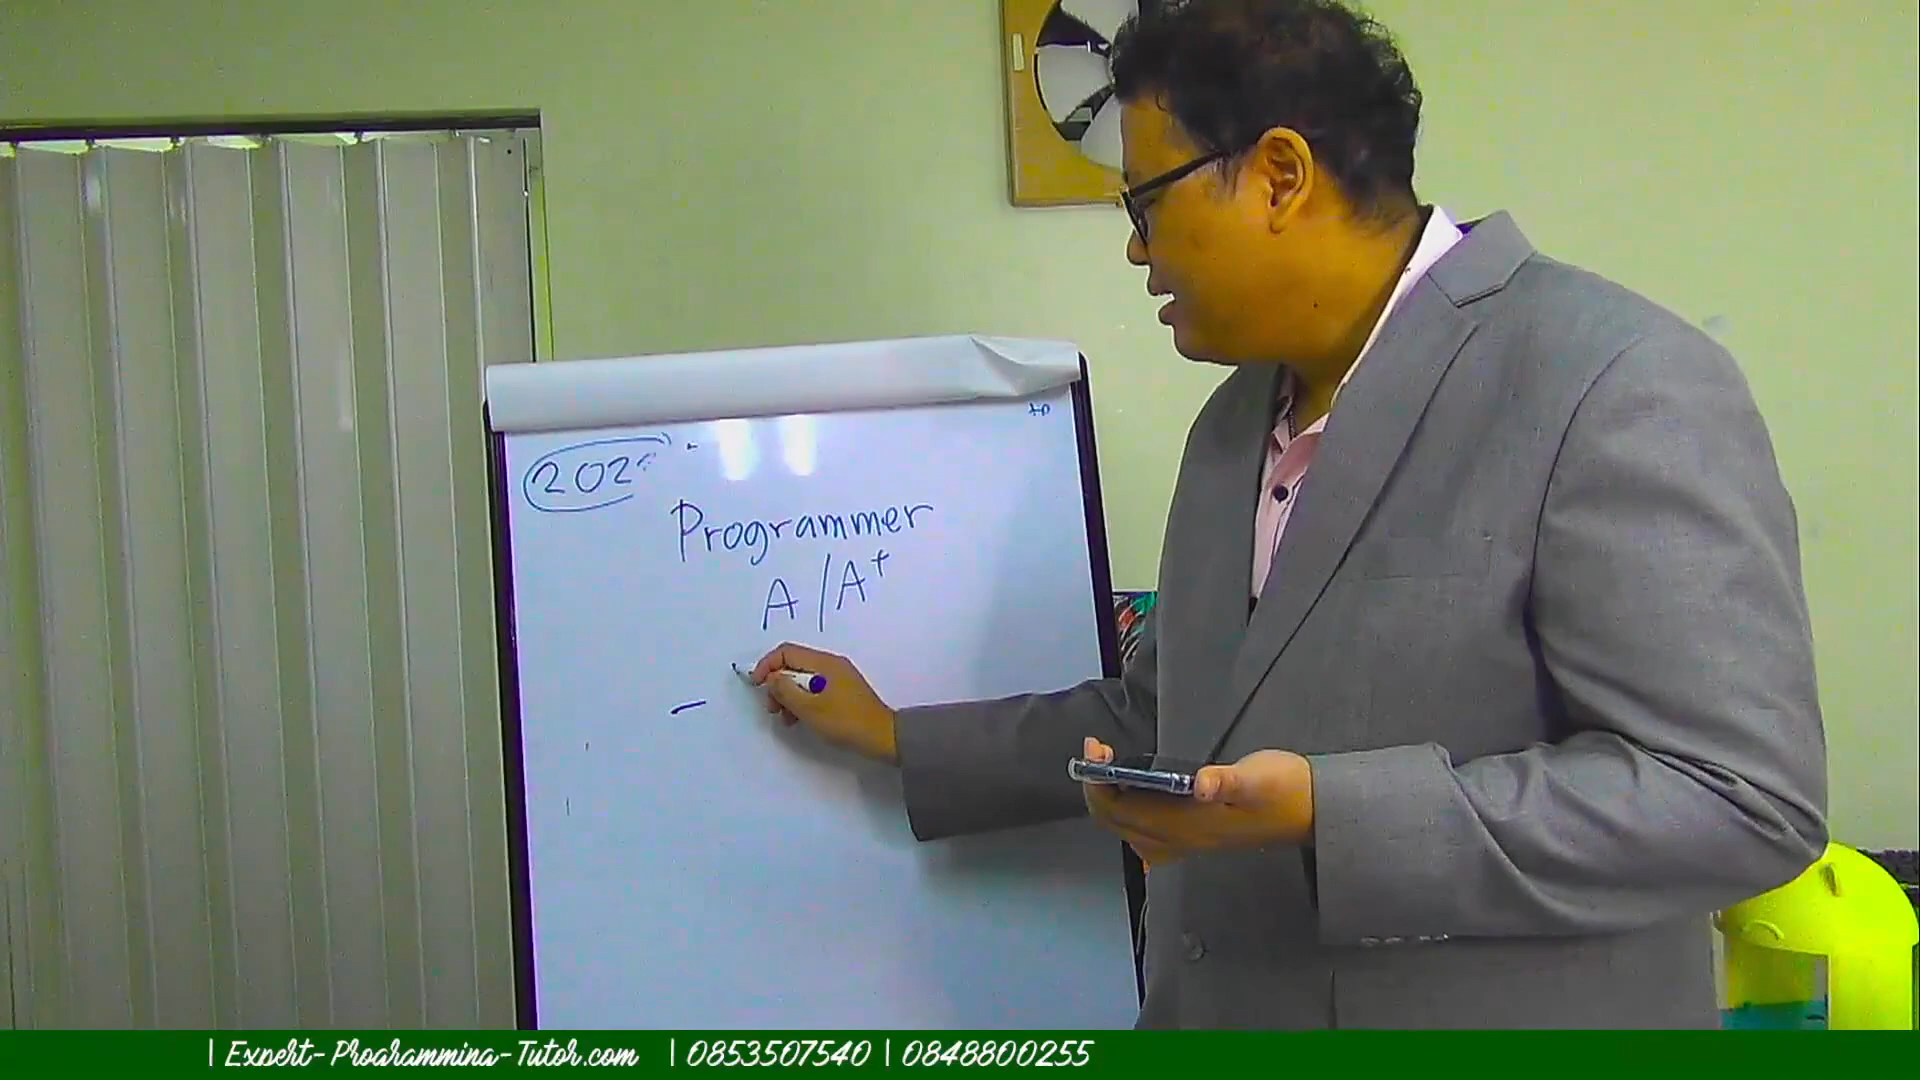 Programmer
A/A+
| Expert-Programming-Tutor.com | 0853507540 | 0848800255